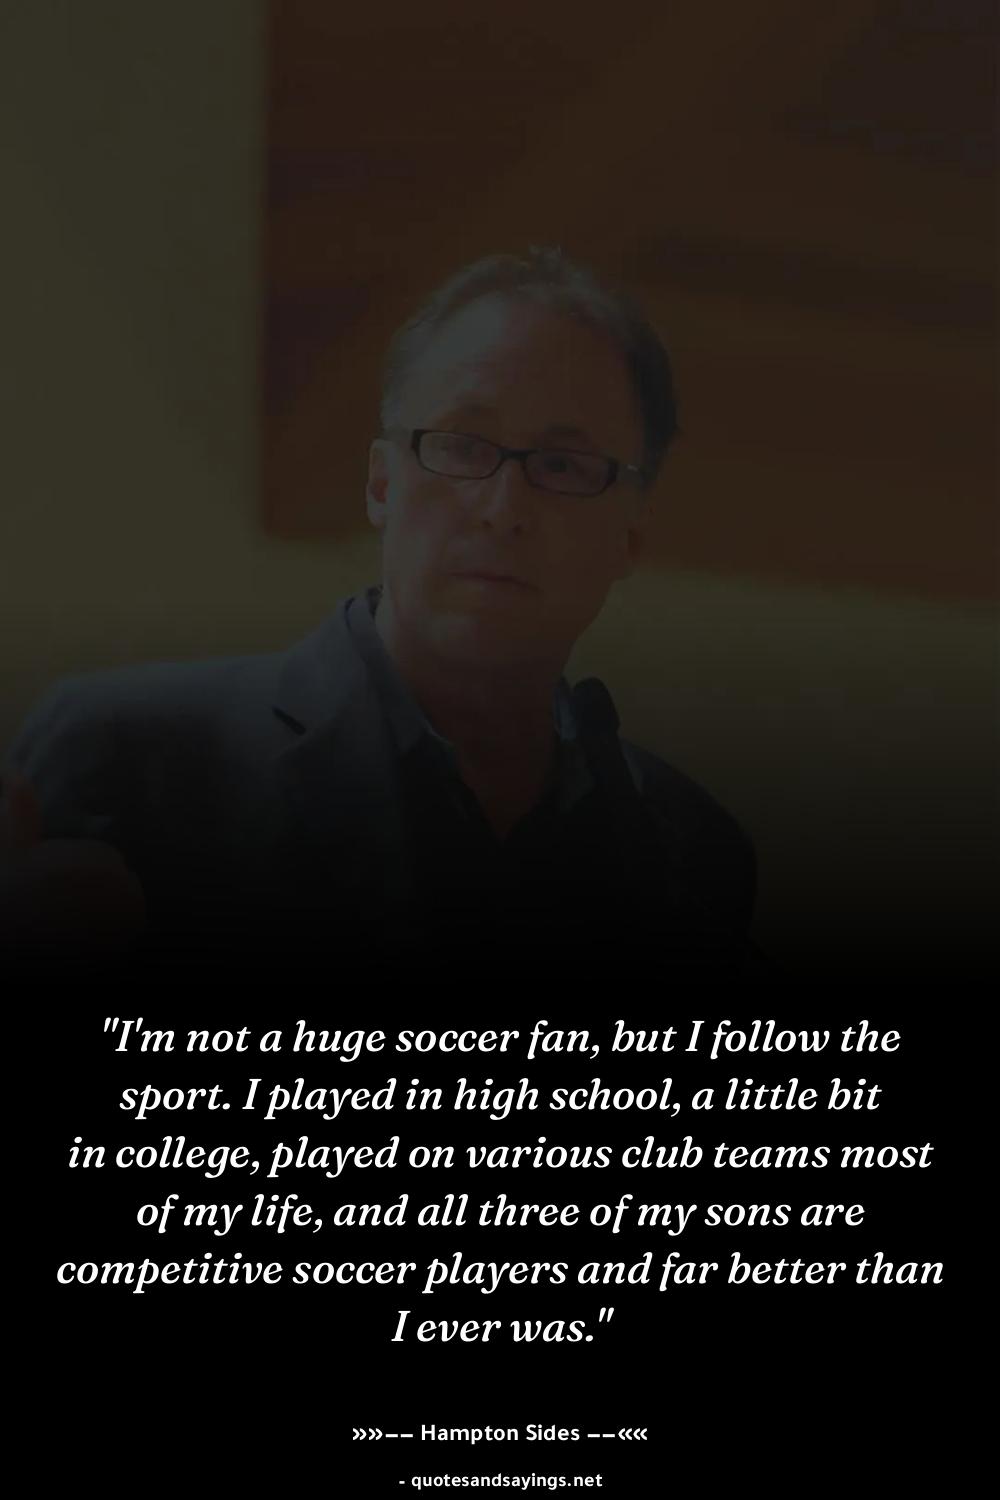 "I'm not a huge soccer fan, but I follow the
sport. I played in high school, a little bit
in college, played on various club teams most
of my life, and all three of my sons are
competitive soccer players and far better than
I ever was."
»»−− Hampton Sides −−««
- quotesandsayings.net